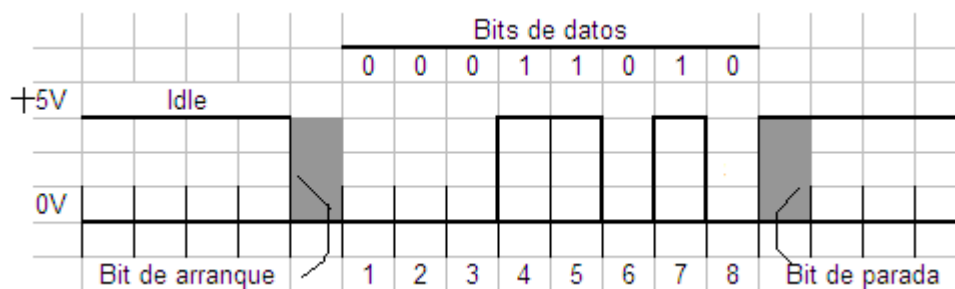 Bits de datos
0 0 0 1 1 0 1 0
+5V Idle
0V
Bit de arranque 1 2 3 4 5 6 7 8 Bit de parada